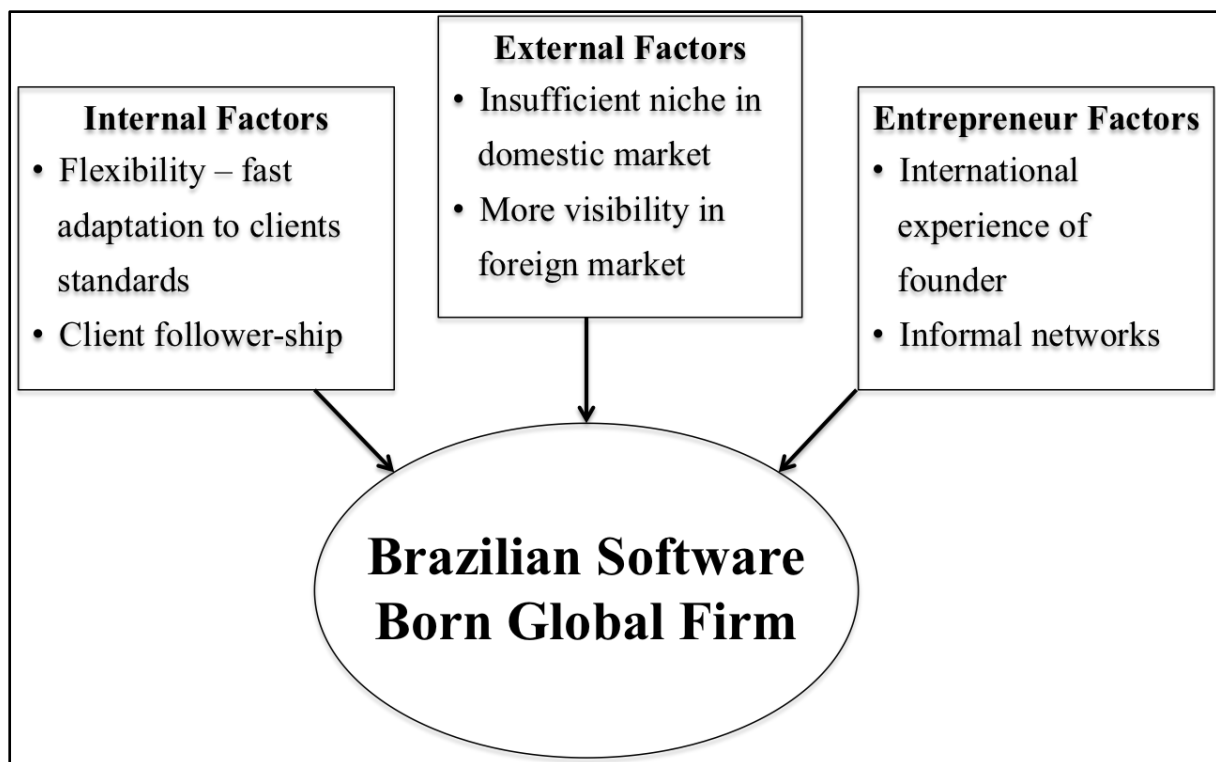 Internal Factors
• Flexibility – fast
adaptation to clients
standards
• Client follower-ship
External Factors
• Insufficient niche in
domestic market
• More visibility in
foreign market
Entrepreneur Factors
• International
experience of
founder
• Informal networks
Brazilian Software
Born Global Firm